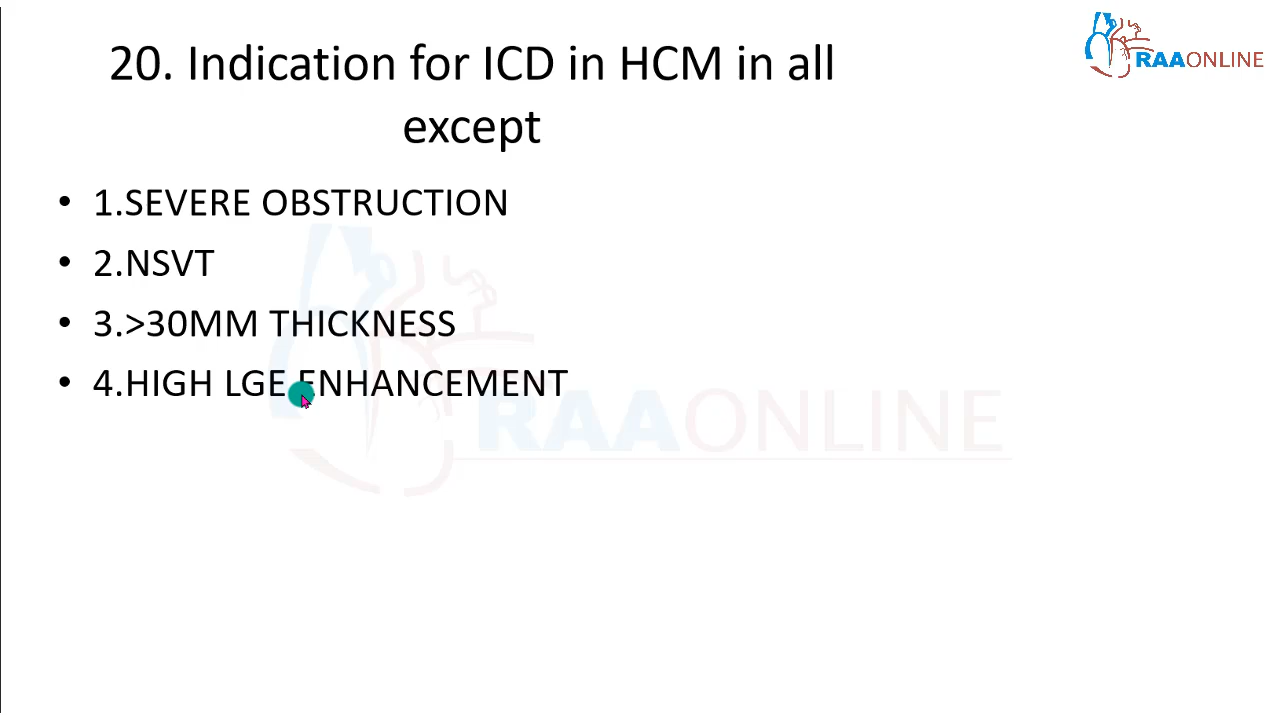 RAAONLINE
20. Indication for ICD in HCM in all
except
• 1.SEVERE OBSTRUCTION
• 2.NSVT
• 3.>30MM THICKNESS
• 4.HIGH LGE ENHANCEMENT
RAAONLINE